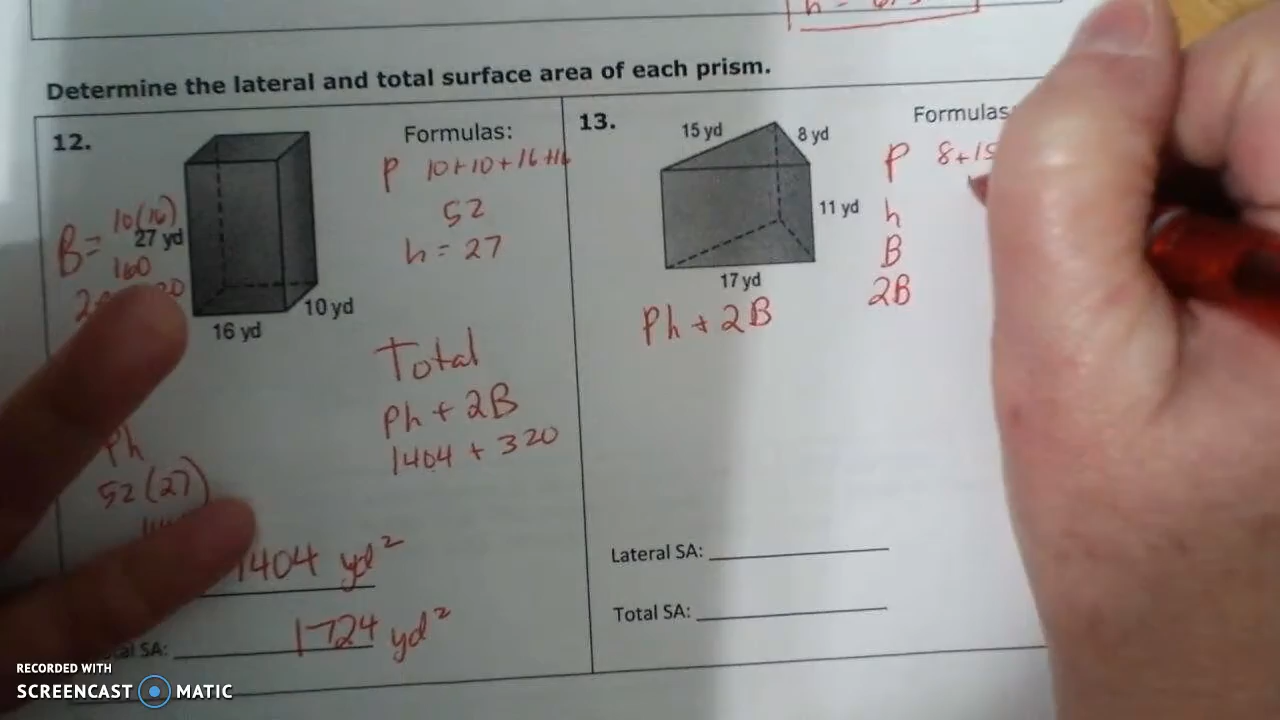 Determine the lateral and total surface area of each prism.
12.
Formulas:
P 10+10+16+16
52
h = 27
B = 10(16)
27 yd
160
10 yd
16 yd
Total
Ph + 2B
1404 + 320
Ph
52(27)
1404 yd²
SA: 1724 yd²
13.
Formulas
15 yd
8 yd
P 8+15
11 yd
h
B
17 yd
2B
Ph + 2B
Lateral SA:
Total SA:
RECORDED WITH
SCREENCAST MATIC